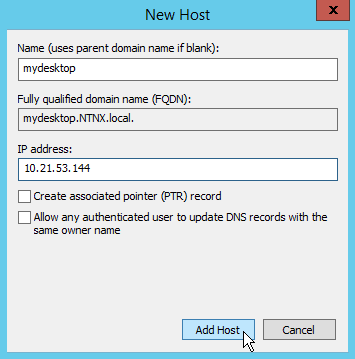 New Host
x
Name (uses parent domain name if blank):
mydesktop
Fully qualified domain name (FQDN):
mydesktop.NTNX.local.
IP address:
10.21.53.144
Create associated pointer (PTR) record
Allow any authenticated user to update DNS records with the
same owner name
Add Host
Cancel